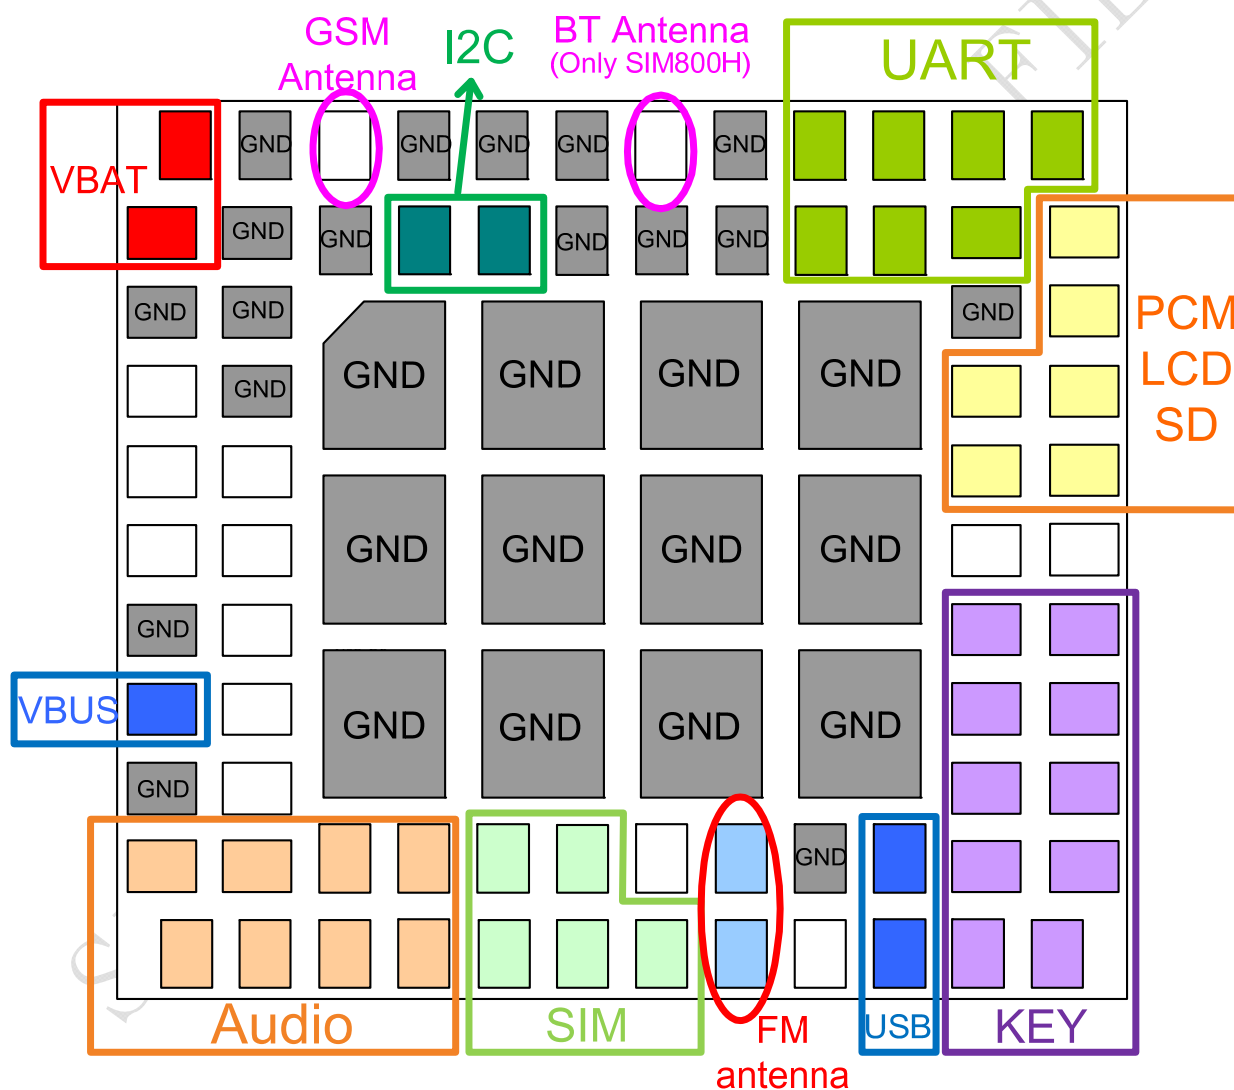 GSM
Antenna
I2C
BT Antenna
(Only SIM800H)
UART
VBAT
GND
GND
GND
GND
GND
GND
GND
GND
GND
GND
GND
GND
GND
PCM
LCD
SD
GND
GND
GND
GND
GND
GND
GND
GND
GND
GND
VBUS
GND
GND
GND
GND
GND
GND
Audio
SIM
FM
antenna
USB
KEY